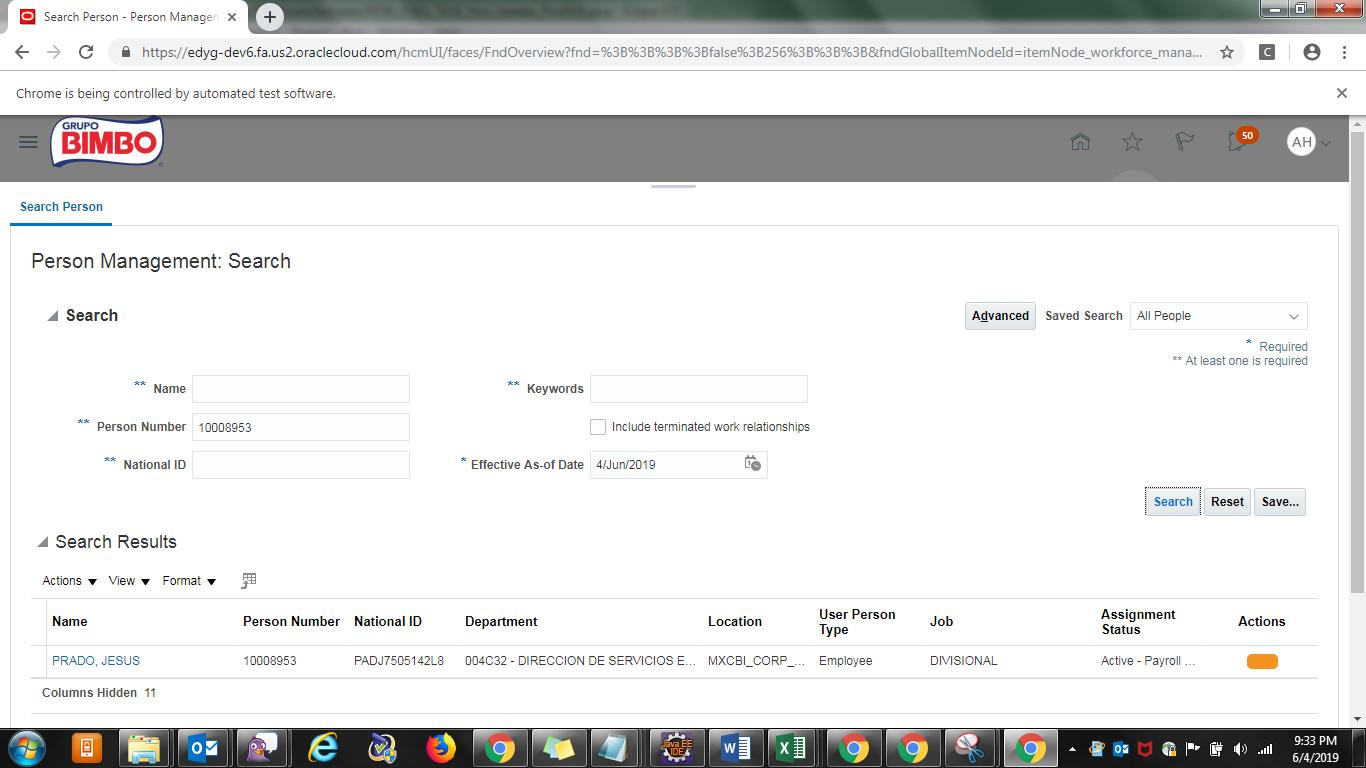 Search Person - Person Managen
https://edyg-dev6.fa.us2.oraclecloud.com/hcmUI/faces/FndOverview?fnd=%3B%3B%3B%3Bfalse%3B256%3B%3B%3B&fndGlobalItemNodeId=itemNode_workforce_mana...
C
Chrome is being controlled by automated test software.
GRUPO
BIMBO
50
AH
Search Person
Person Management: Search
Search
Advanced Saved Search All People
* Required
** At least one is required
** Name
** Keywords
** Person Number 10008953
Include terminated work relationships
** National ID
* Effective As-of Date 4/Jun/2019
Search Reset Save...
Search Results
Actions View Format
Name Person Number National ID Department Location User Person Type Job Assignment Status Actions
PRADO, JESUS 10008953 PADJ7505142L8 004C32 - DIRECCION DE SERVICIOS E... MXCBI_CORP_... Employee DIVISIONAL Active - Payroll ...
Columns Hidden 11
Java EE
IDE
9:33 PM
6/4/2019